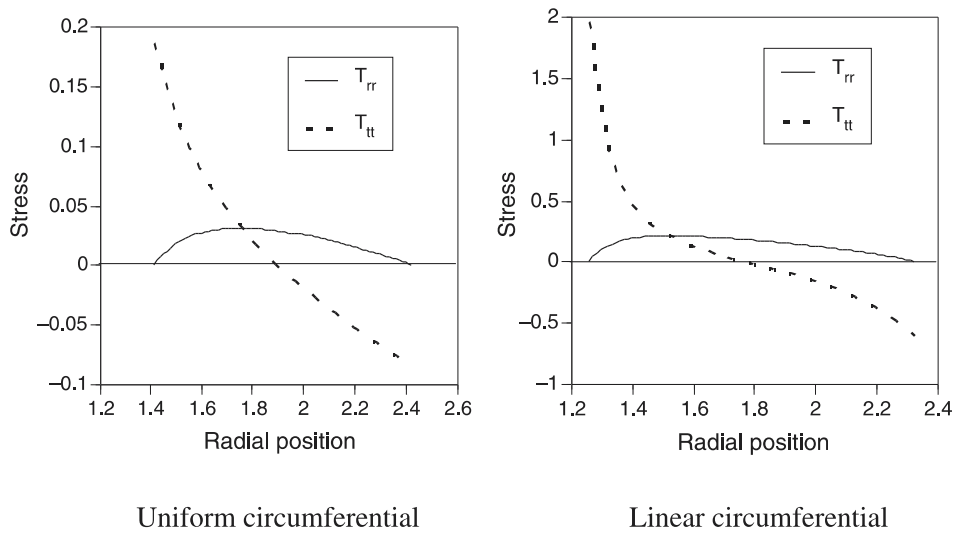 0.2
0.15
0.1
0.05
0
–0.05
–0.1
Stress
T_rr
T_tt
1.2 1.4 1.6 1.8 2 2.2 2.4 2.6
Radial position
Uniform circumferential
2
1.5
1
0.5
0
–0.5
–1
Stress
T_rr
T_tt
1.2 1.4 1.6 1.8 2 2.2 2.4
Radial position
Linear circumferential